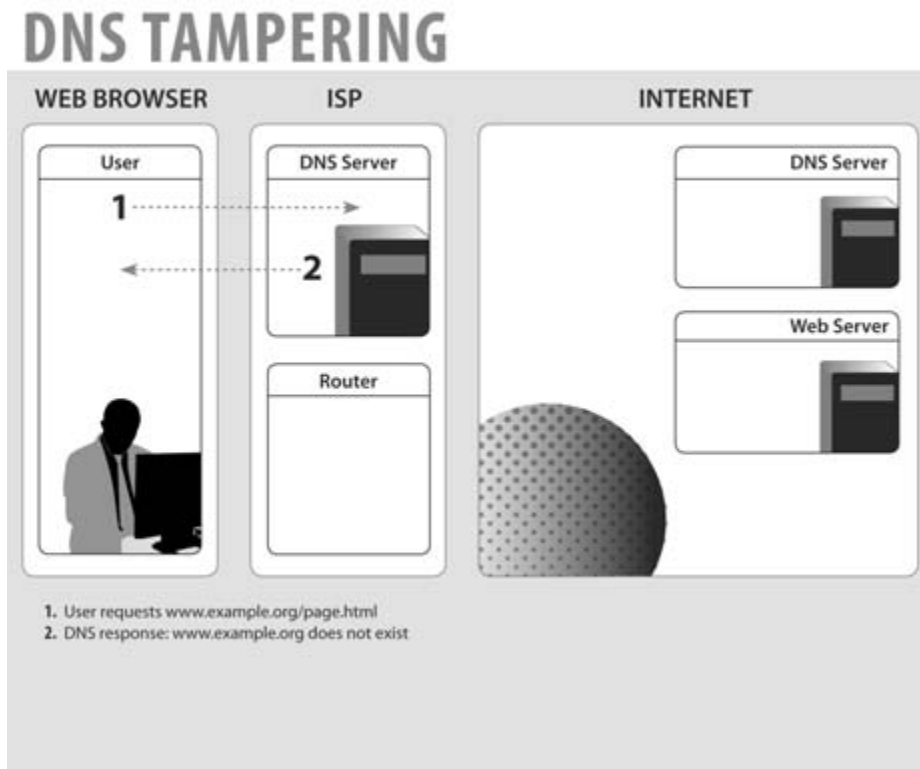 DNS TAMPERING
WEB BROWSER
ISP
INTERNET
User
DNS Server
DNS Server
1
2
Web Server
Router
1. User requests www.example.org/page.html
2. DNS response: www.example.org does not exist